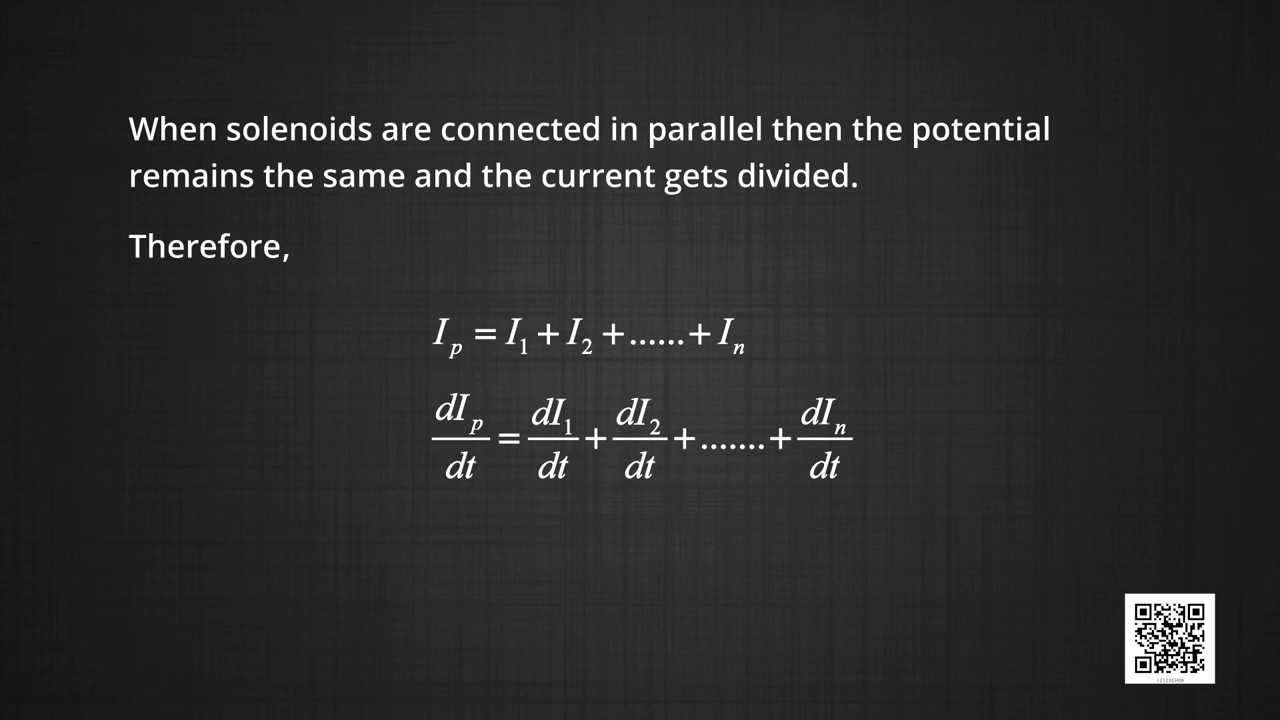 When solenoids are connected in parallel then the potential
remains the same and the current gets divided.
Therefore,
I_p = I_1 + I_2 + ...... + I_n
dI_p/dt = dI_1/dt + dI_2/dt + ....... + dI_n/dt
12123CH06